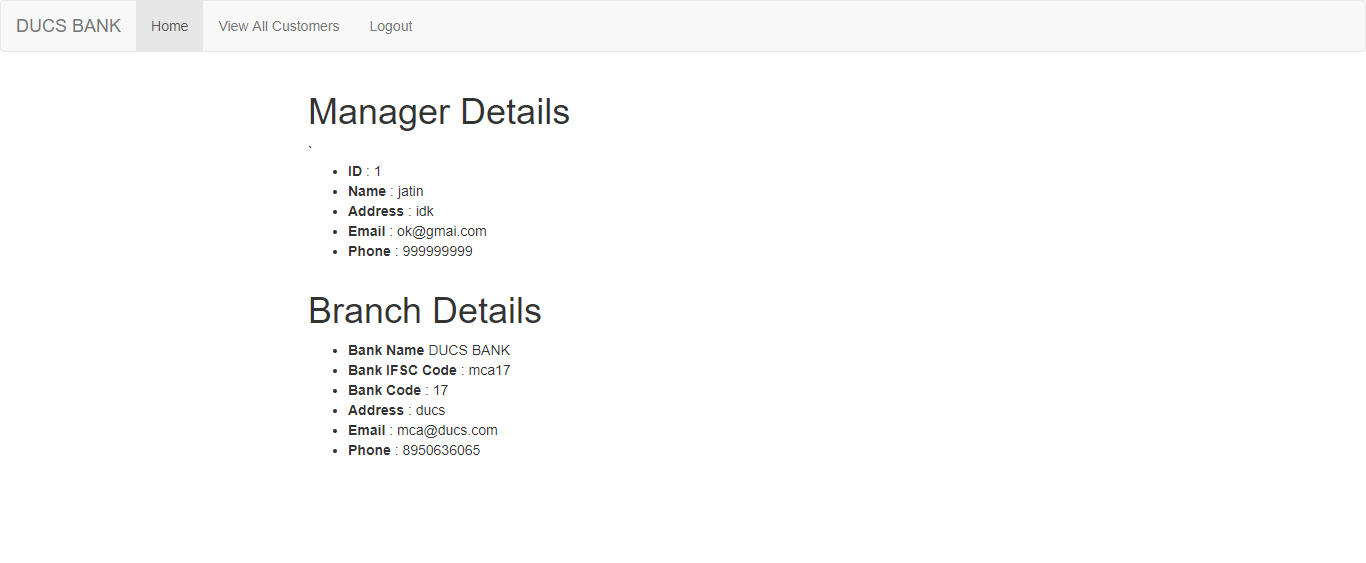 DUCS BANK Home View All Customers Logout
Manager Details
`
ID : 1
Name : jatin
Address : idk
Email : ok@gmai.com
Phone : 999999999
Branch Details
Bank Name DUCS BANK
Bank IFSC Code : mca17
Bank Code : 17
Address : ducs
Email : mca@ducs.com
Phone : 8950636065